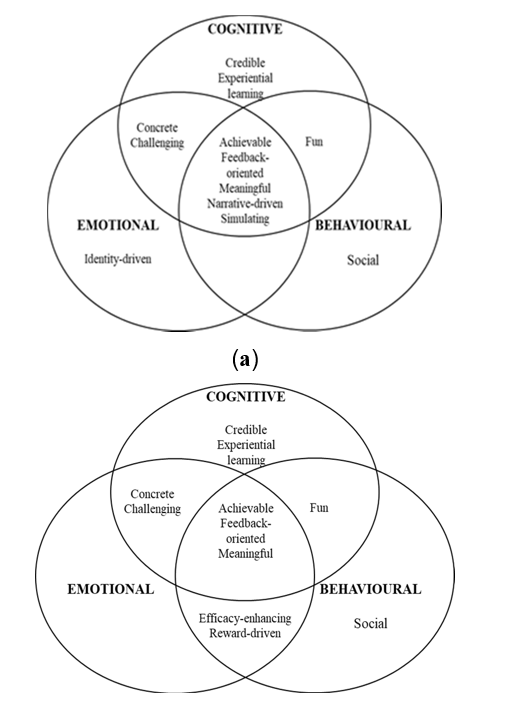 COGNITIVE
Credible
Experiential
learning
Concrete
Challenging
Achievable
Feedback-
oriented
Meaningful
Narrative-driven
Simulating
Fun
EMOTIONAL
Identity-driven
BEHAVIOURAL
Social
(a)
COGNITIVE
Credible
Experiential
learning
Concrete
Challenging
Achievable
Feedback-
oriented
Meaningful
Fun
EMOTIONAL
BEHAVIOURAL
Efficacy-enhancing
Reward-driven
Social